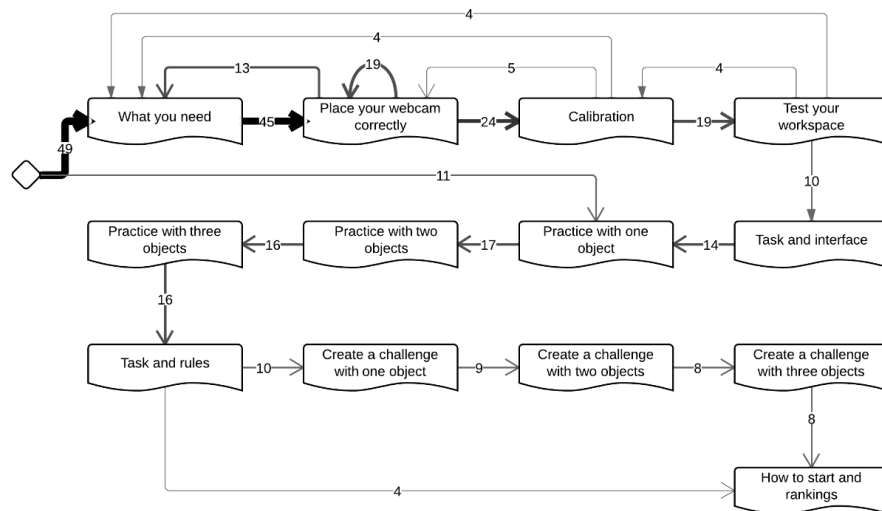 4
4
13
19
5
4
What you need
Place your webcam
correctly
Calibration
Test your
workspace
45
24
19
49
11
10
Practice with three
objects
Practice with two
objects
Practice with one
object
Task and interface
16
17
14
16
Task and rules
Create a challenge
with one object
Create a challenge
with two objects
Create a challenge
with three objects
10
9
8
8
How to start and
rankings
4